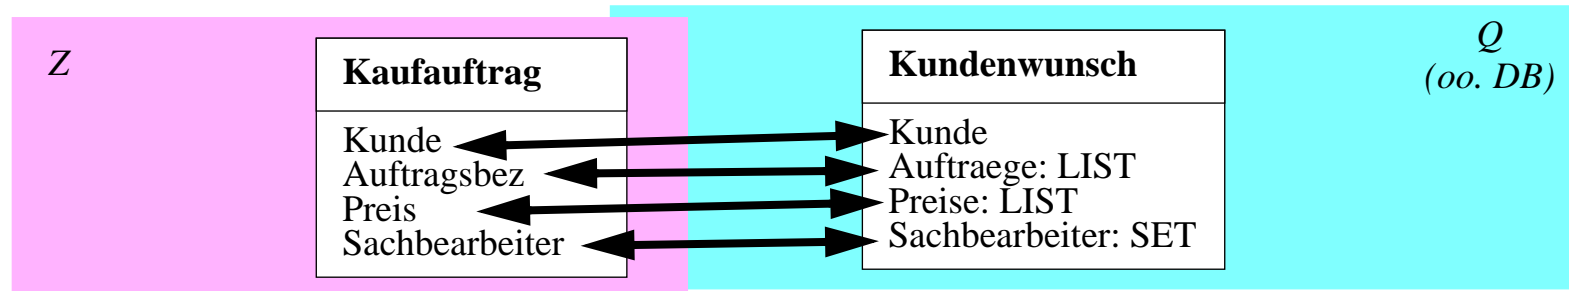 Z
Kaufauftrag
Kunde
Auftragsbez
Preis
Sachbearbeiter
Kundenwunsch
Kunde
Auftraege: LIST
Preise: LIST
Sachbearbeiter: SET
Q
(oo. DB)